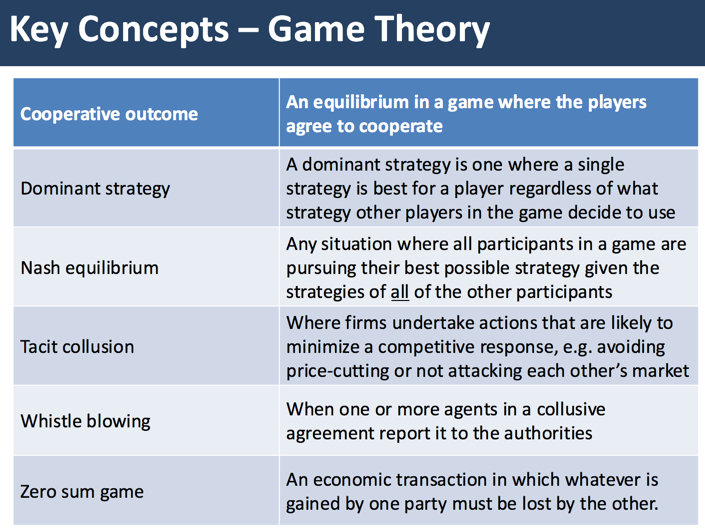 Key Concepts – Game Theory
Cooperative outcome
An equilibrium in a game where the players
agree to cooperate
Dominant strategy
A dominant strategy is one where a single
strategy is best for a player regardless of what
strategy other players in the game decide to use
Nash equilibrium
Any situation where all participants in a game are
pursuing their best possible strategy given the
strategies of all of the other participants
Tacit collusion
Where firms undertake actions that are likely to
minimize a competitive response, e.g. avoiding
price-cutting or not attacking each other’s market
Whistle blowing
When one or more agents in a collusive
agreement report it to the authorities
Zero sum game
An economic transaction in which whatever is
gained by one party must be lost by the other.